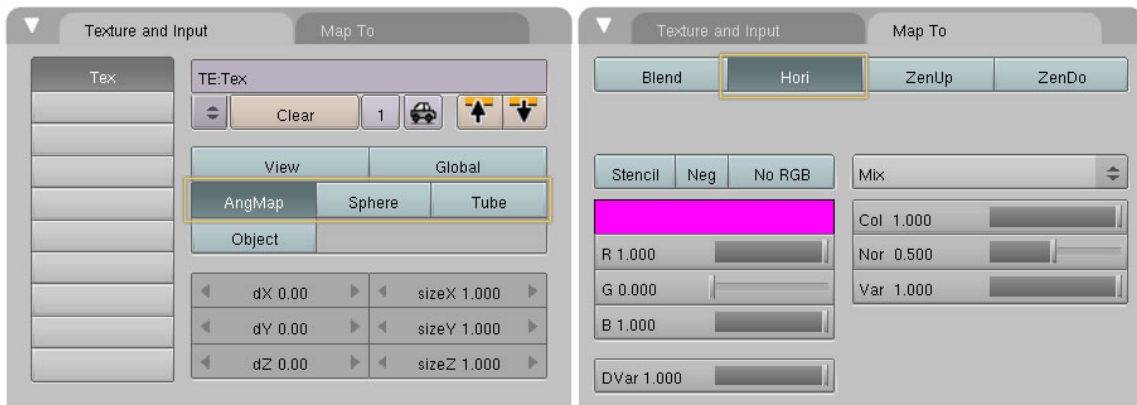 Texture and Input Map To
Tex
TE:Tex
Clear 1
View Global
AngMap Sphere Tube
Object
dX 0.00 sizeX 1.000
dY 0.00 sizeY 1.000
dZ 0.00 sizeZ 1.000
Texture and Input Map To
Blend Hori ZenUp ZenDo
Stencil Neg No RGB Mix
Col 1.000
R 1.000 Nor 0.500
G 0.000 Var 1.000
B 1.000
DVar 1.000